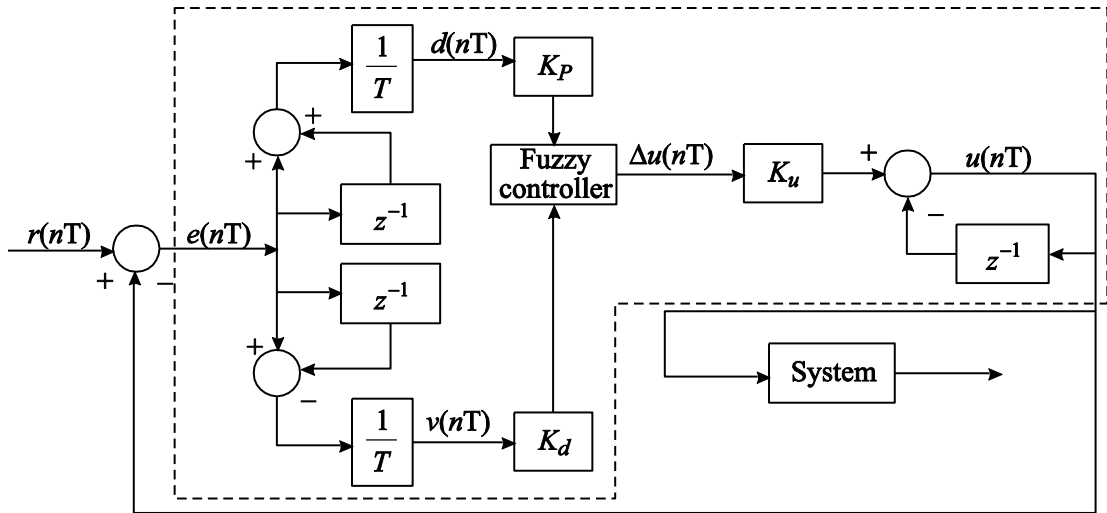 1
T
d(nT)
K_P
+
+
Fuzzy
controller
Δu(nT)
K_u
+
u(nT)
−
z⁻¹
z⁻¹
r(nT)
+
−
e(nT)
z⁻¹
+
−
System
1
T
v(nT)
K_d